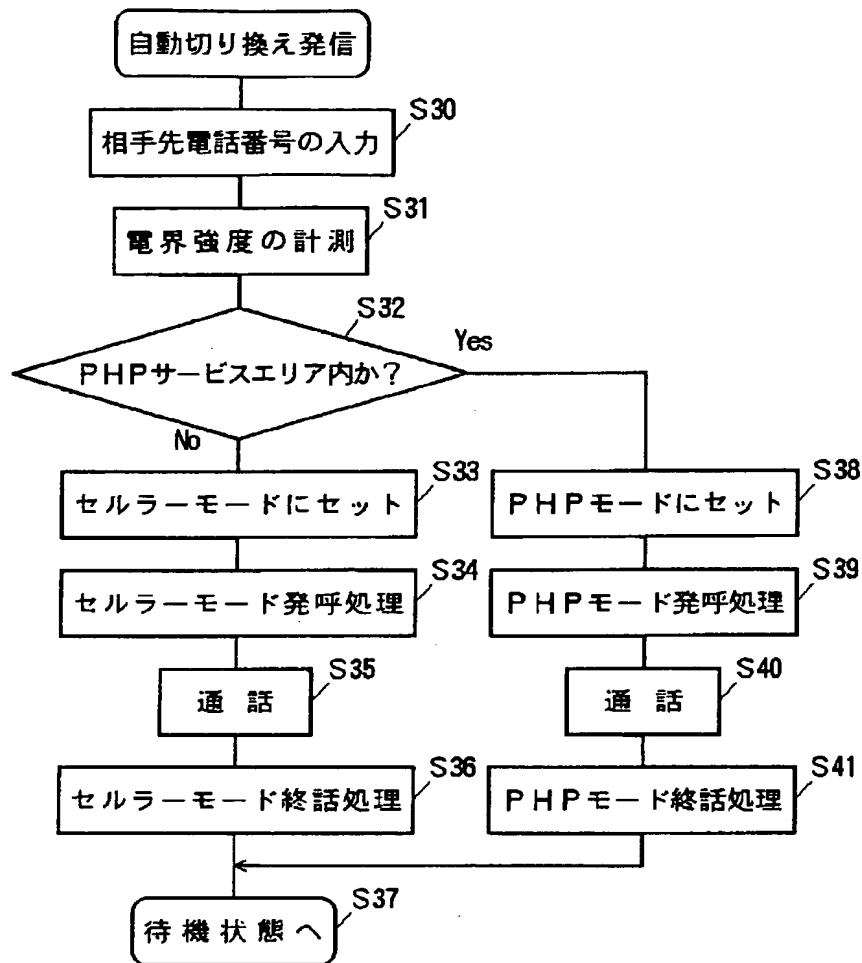 自動切り換え発信
S30
相手先電話番号の入力
S31
電界強度の計測
S32
PHPサービスエリア内か?
Yes
No
S33
セルラーモードにセット
S34
セルラーモード発呼処理
S35
通話
S36
セルラーモード終話処理
S38
PHPモードにセット
S39
PHPモード発呼処理
S40
通話
S41
PHPモード終話処理
S37
待機状態へ